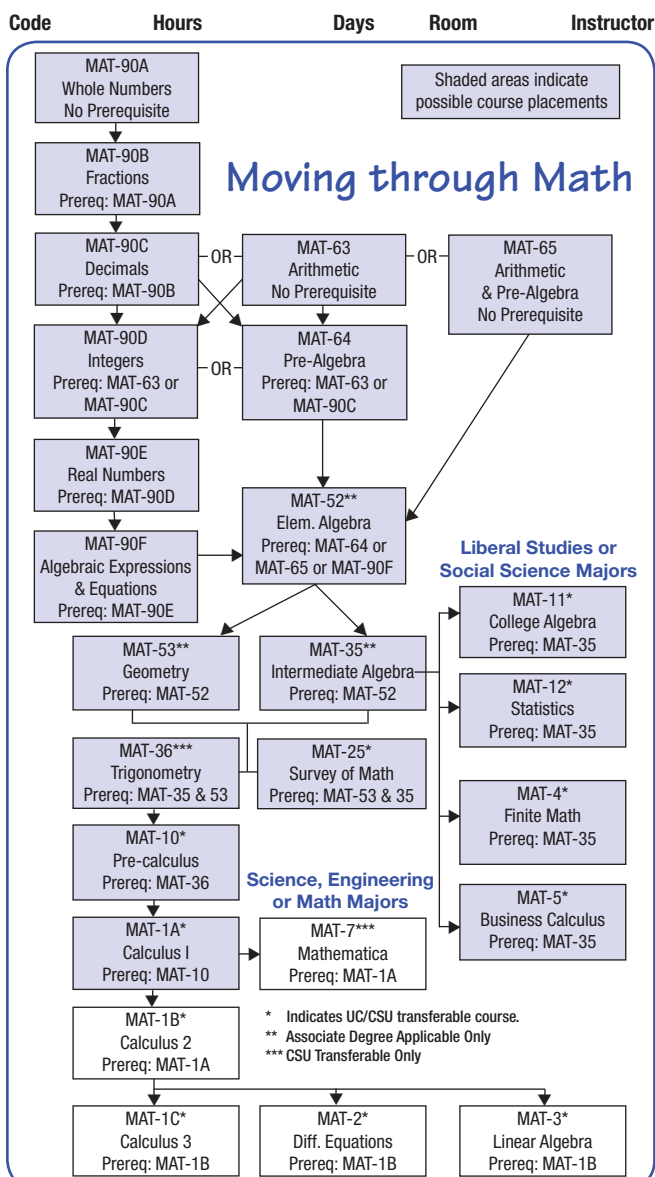 Code Hours Days Room Instructor
MAT-90A
Whole Numbers
No Prerequisite
Shaded areas indicate
possible course placements
Moving through Math
MAT-90B
Fractions
Prereq: MAT-90A
MAT-90C
Decimals
Prereq: MAT-90B
OR
MAT-63
Arithmetic
No Prerequisite
OR
MAT-65
Arithmetic
& Pre-Algebra
No Prerequisite
MAT-90D
Integers
Prereq: MAT-63 or
MAT-90C
OR
MAT-64
Pre-Algebra
Prereq: MAT-63 or
MAT-90C
MAT-90E
Real Numbers
Prereq: MAT-90D
MAT-52**
Elem. Algebra
Prereq: MAT-64 or
MAT-65 or MAT-90F
MAT-90F
Algebraic Expressions
& Equations
Prereq: MAT-90E
Liberal Studies or
Social Science Majors
MAT-11*
College Algebra
Prereq: MAT-35
MAT-53**
Geometry
Prereq: MAT-52
MAT-35**
Intermediate Algebra
Prereq: MAT-52
MAT-12*
Statistics
Prereq: MAT-35
MAT-36***
Trigonometry
Prereq: MAT-35 & 53
MAT-25*
Survey of Math
Prereq: MAT-53 & 35
MAT-4*
Finite Math
Prereq: MAT-35
MAT-10*
Pre-calculus
Prereq: MAT-36
Science, Engineering
or Math Majors
MAT-5*
Business Calculus
Prereq: MAT-35
MAT-1A*
Calculus I
Prereq: MAT-10
MAT-7***
Mathematica
Prereq: MAT-1A
MAT-1B*
Calculus 2
Prereq: MAT-1A
* Indicates UC/CSU transferable course.
** Associate Degree Applicable Only
*** CSU Transferable Only
MAT-1C*
Calculus 3
Prereq: MAT-1B
MAT-2*
Diff. Equations
Prereq: MAT-1B
MAT-3*
Linear Algebra
Prereq: MAT-1B